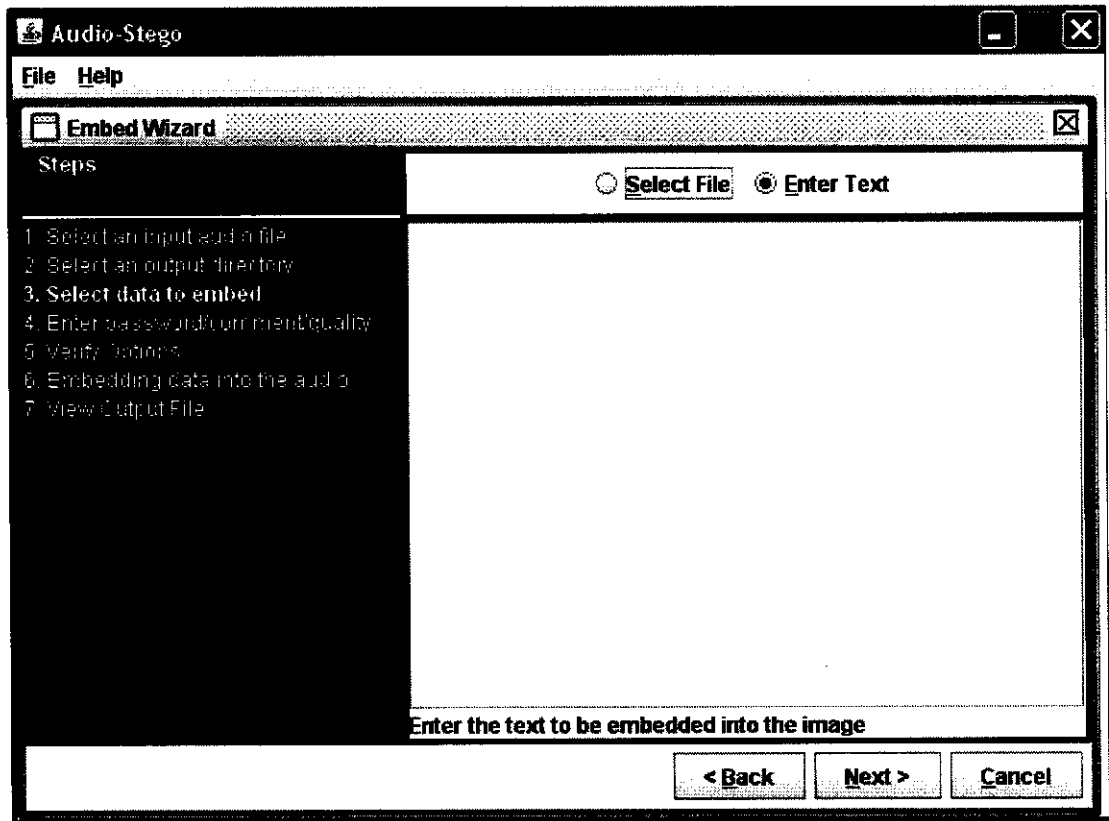 Audio-Stego
File Help
Embed Wizard
Steps
Select File Enter Text
1. Select an input audio file
2. Select an output directory
3. Select data to embed
4. Enter password/comment/quality
5. Verify Options
6. Embedding data into the audio
7. View Output File
Enter the text to be embedded into the image
< Back Next > Cancel